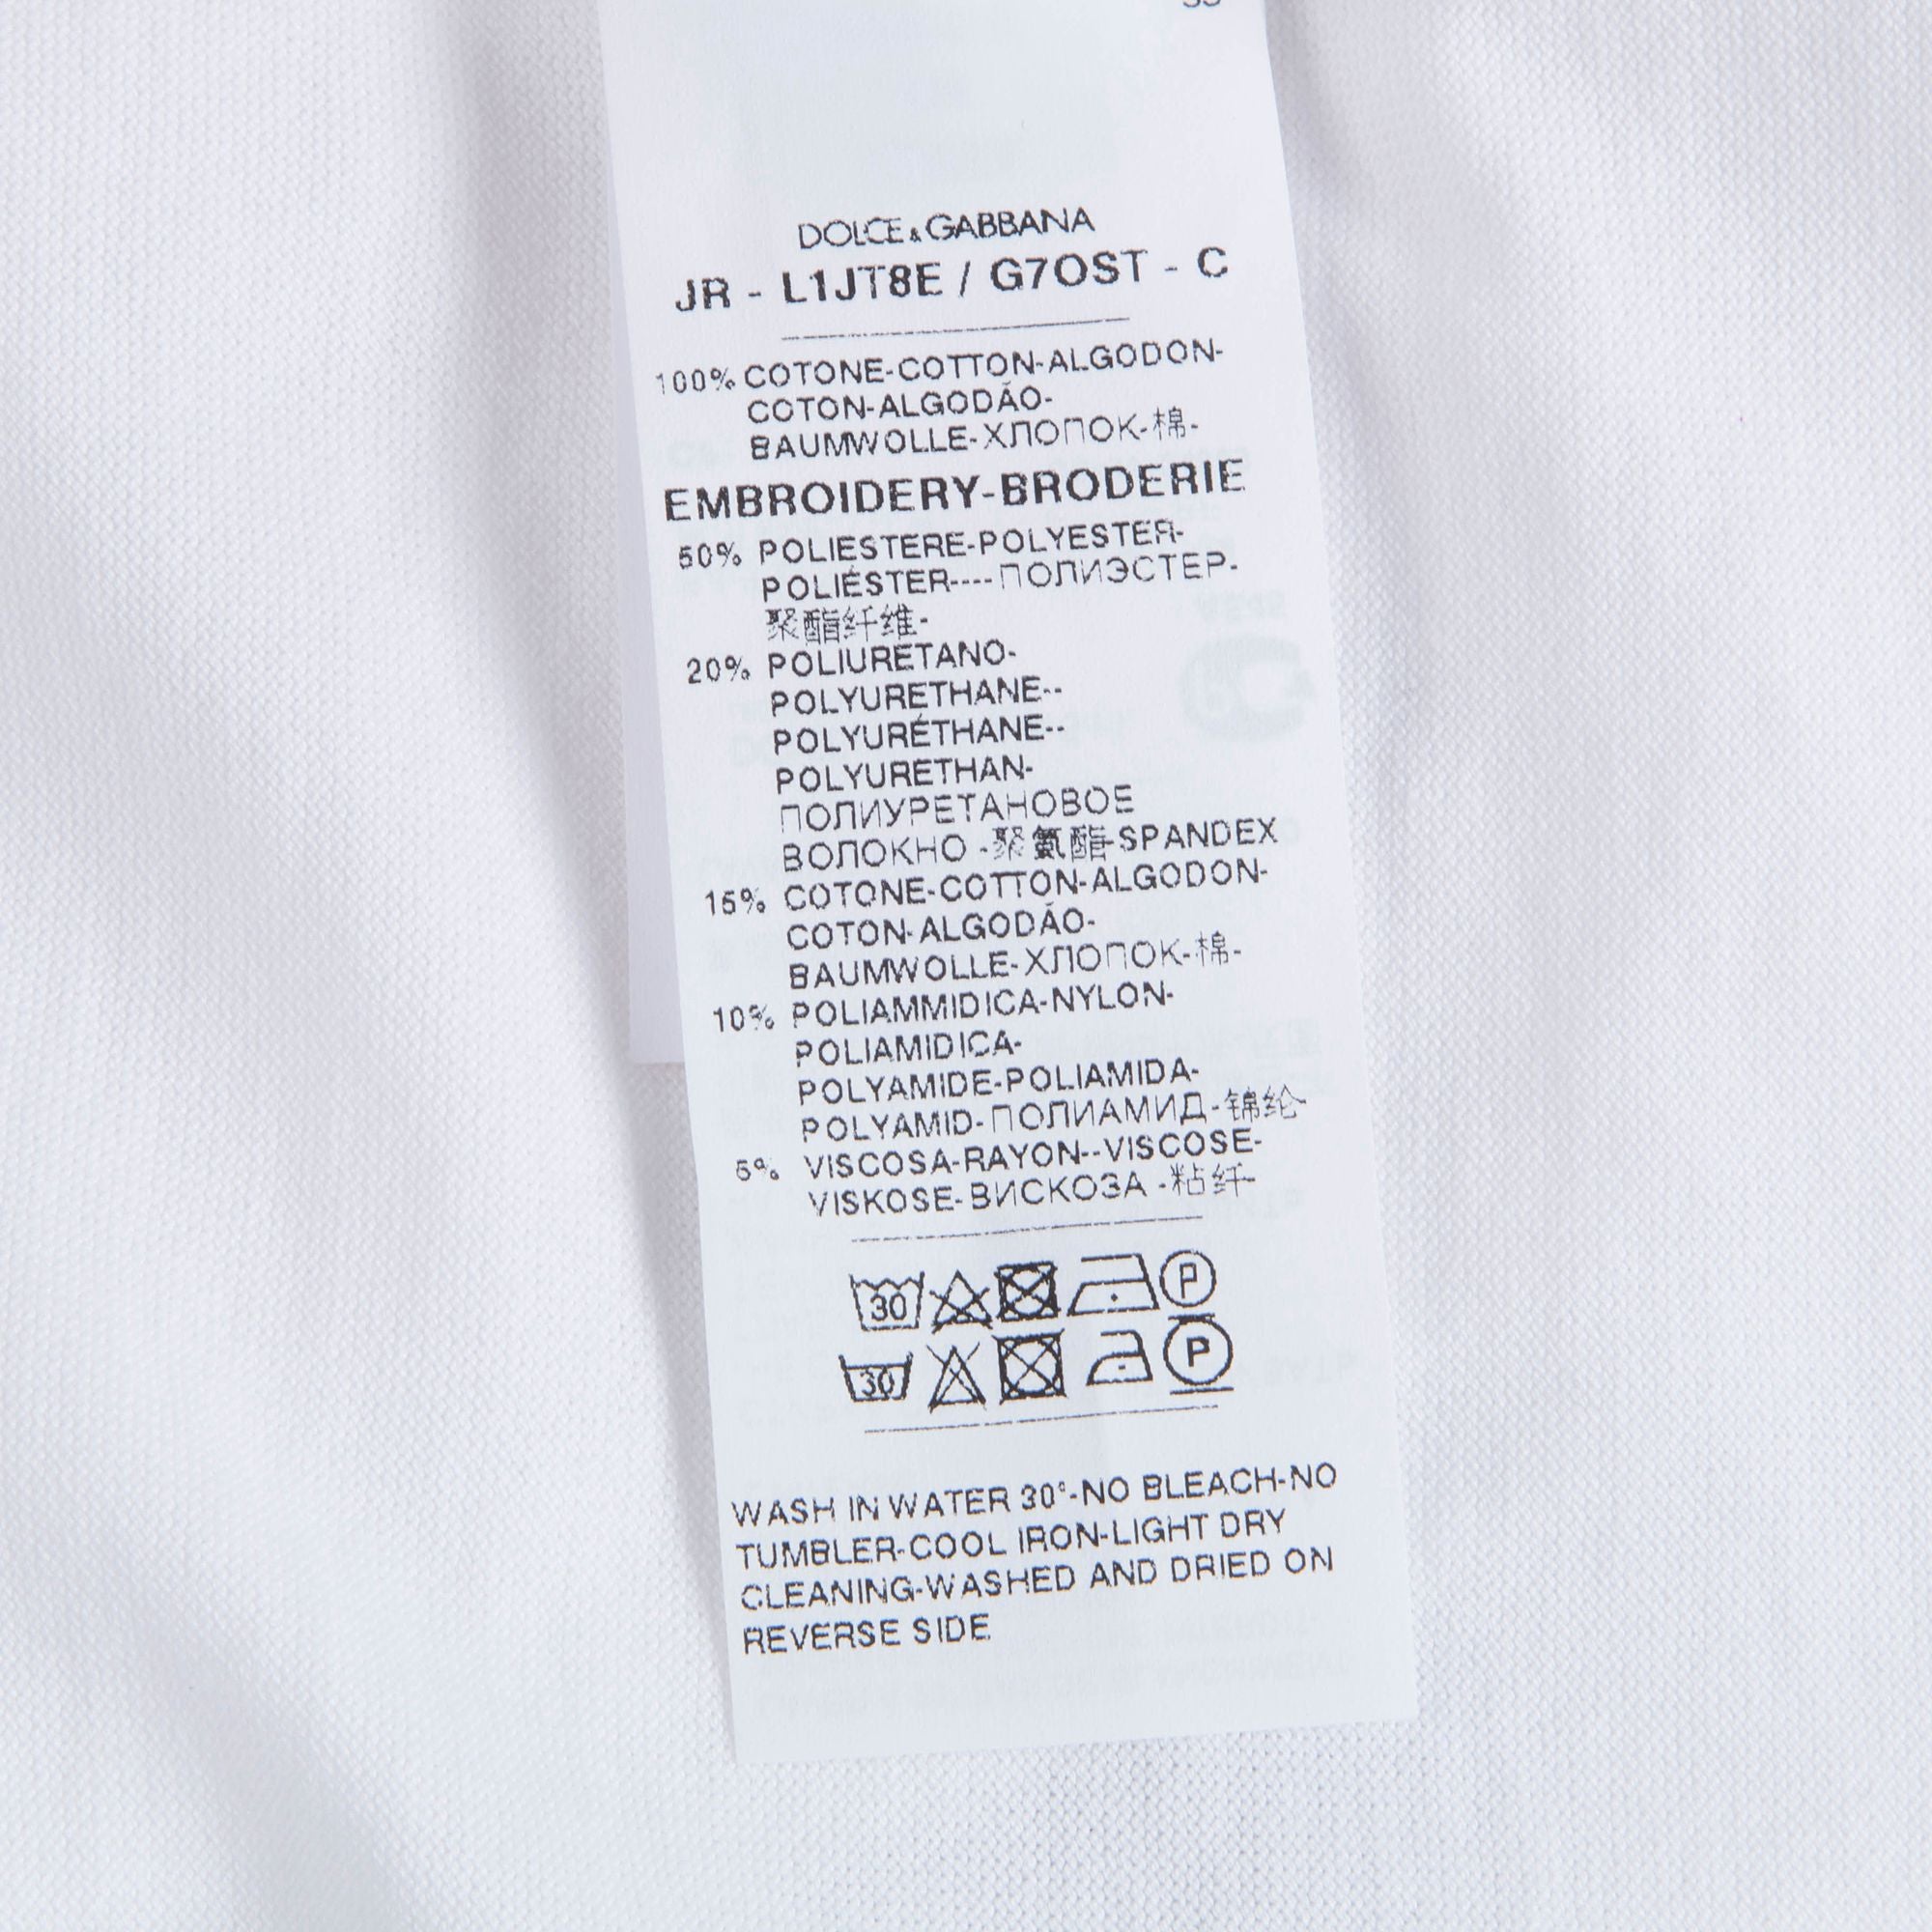 DOLCE & GABBANA
JR - L1JT8E / G7OST - C
100% COTONE-COTTON-ALGODON-
COTON-ALGODÃO-
BAUMWOLLE-ХЛОПОК-棉-
EMBROIDERY-BRODERIE
50% POLIESTERE-POLYESTER-
POLIÉSTER----ПОЛИЭСТЕР-
聚酯纤维-
20% POLIURETANO-
POLYURETHANE--
POLYURÉTHANE--
POLYURETHAN-
ПОЛИУРЕТАНОВОЕ
ВОЛОКНО -聚氨酯-SPANDEX
15% COTONE-COTTON-ALGODON-
COTON-ALGODÃO-
BAUMWOLLE-ХЛОПОК-棉-
10% POLIAMMIDICA-NYLON-
POLIAMIDICA-
POLYAMIDE-POLIAMIDA-
POLYAMID-ПОЛИАМИД-锦纶-
5% VISCOSA-RAYON--VISCOSE-
VISKOSE-ВИСКОЗА -粘纤-
30 P
30 P
WASH IN WATER 30°-NO BLEACH-NO
TUMBLER-COOL IRON-LIGHT DRY
CLEANING-WASHED AND DRIED ON
REVERSE SIDE